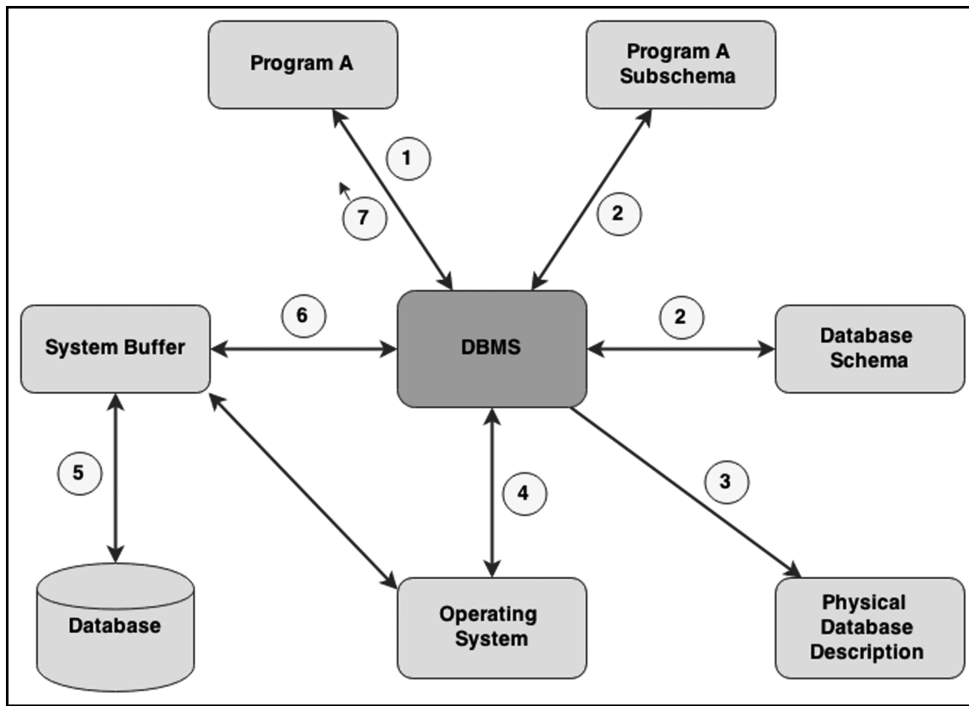 Program A
Program A
Subschema
1
7
2
System Buffer
6
DBMS
2
Database
Schema
5
4
3
Database
Operating
System
Physical
Database
Description